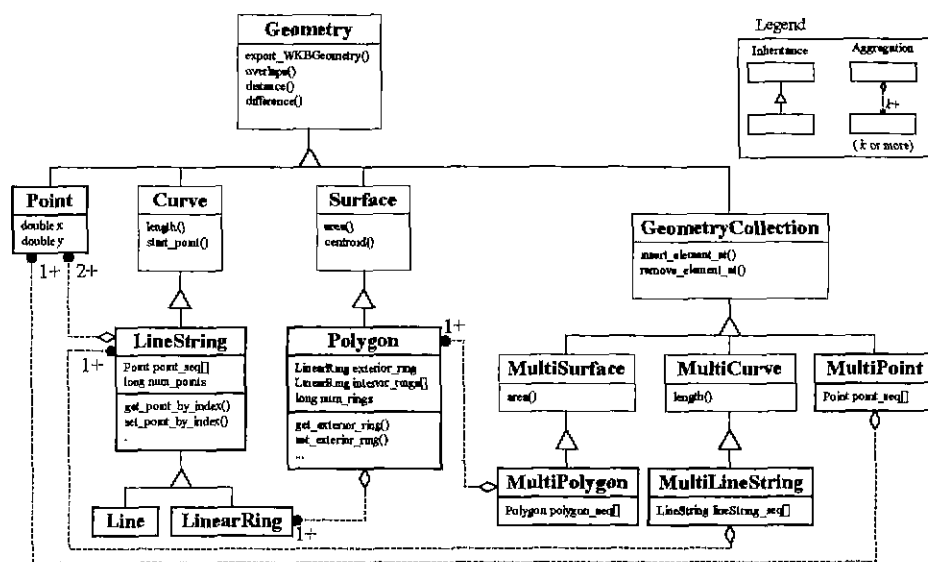 Geometry
export_WKBGeometry()
overlaps()
distance()
difference()
Legend
Inheritance
Aggregation
k+
(k or more)
Point
double x
double y
1+
2+
Curve
length()
start_point()
Surface
area()
centroid()
GeometryCollection
insert_element_at()
remove_element_at()
LineString
Point point_seq[]
long num_points
get_point_by_index()
set_point_by_index()
.
1+
Polygon
LinearRing exterior_ring
LinearRing interior_rings[]
long num_rings
get_exterior_ring()
set_exterior_ring()
...
1+
MultiSurface
area()
MultiCurve
length()
MultiPoint
Point point_seq[]
MultiPolygon
Polygon polygon_seq[]
MultiLineString
LineString lineString_seq[]
Line
LinearRing
1+